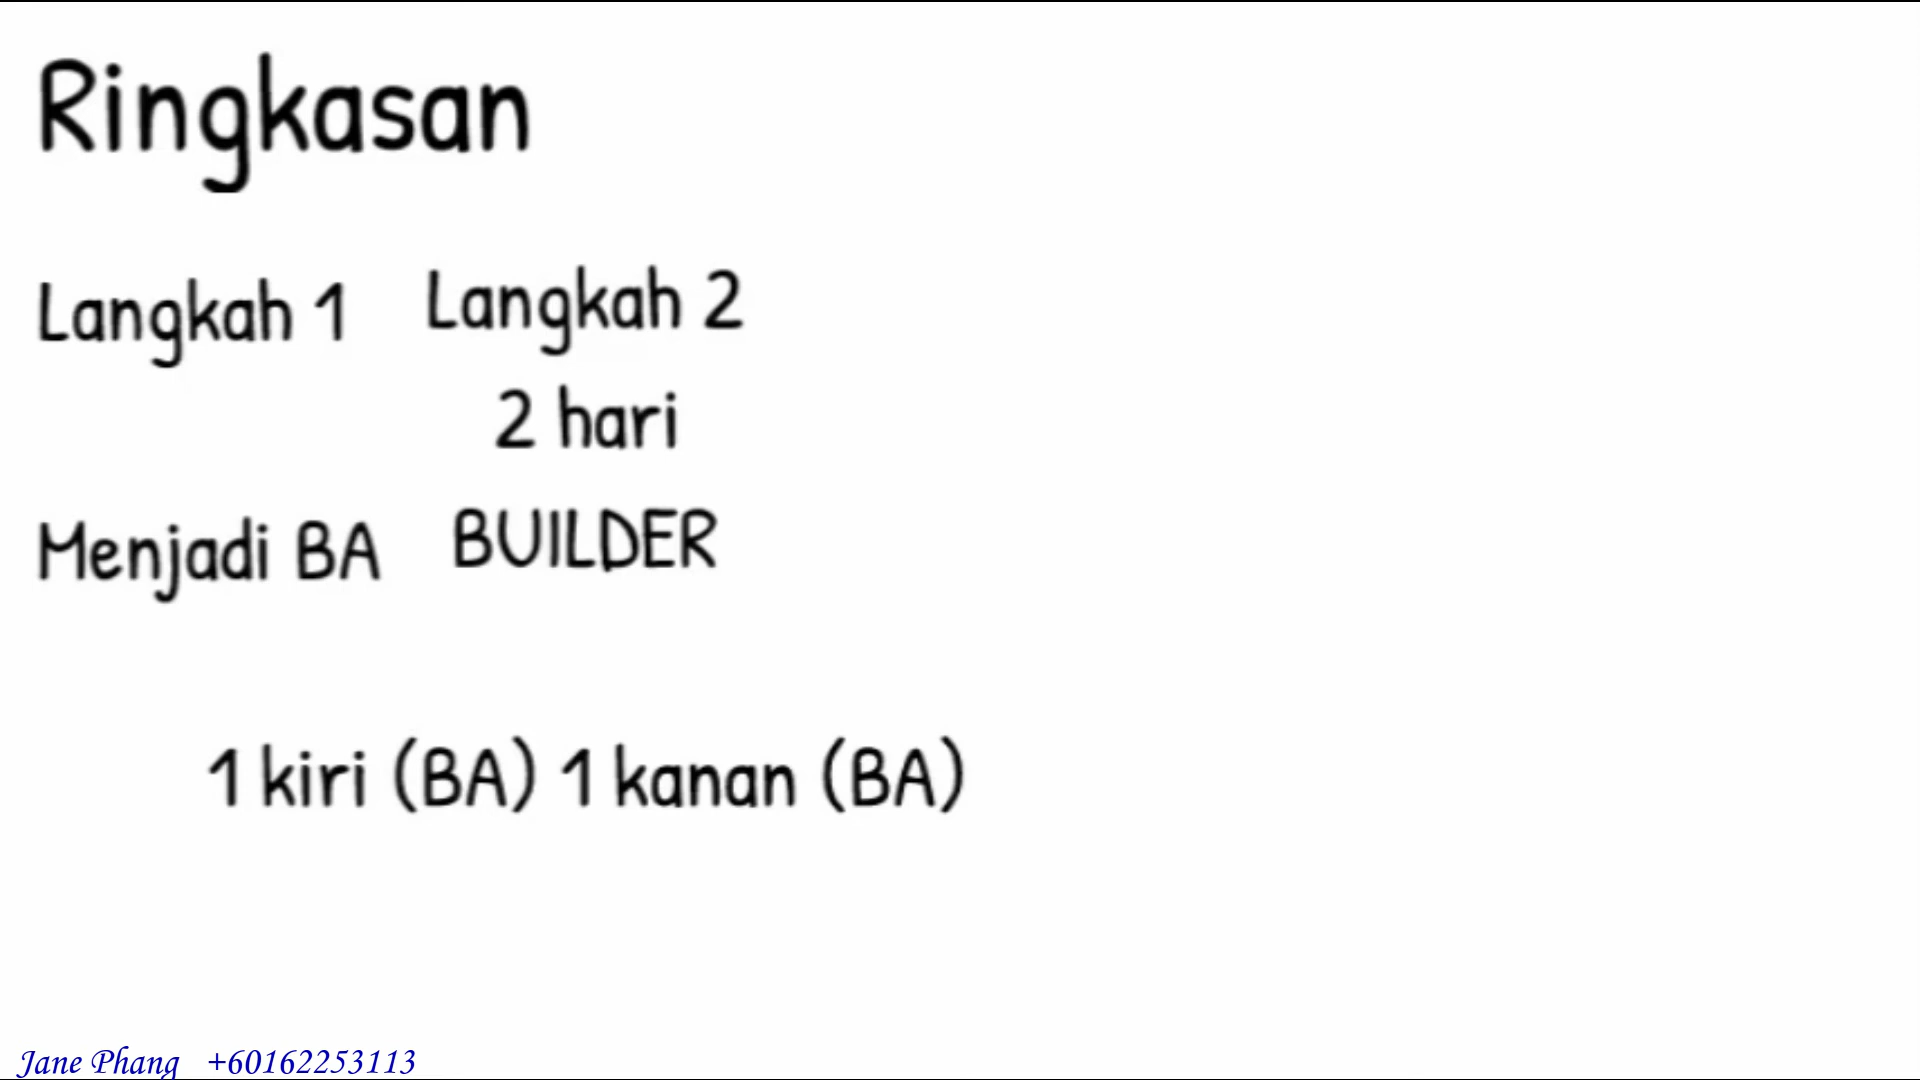 Ringkasan
Langkah 1 Langkah 2
2 hari
Menjadi BA BUILDER
1 kiri (BA) 1 kanan (BA)
Jane Phang +60162253113